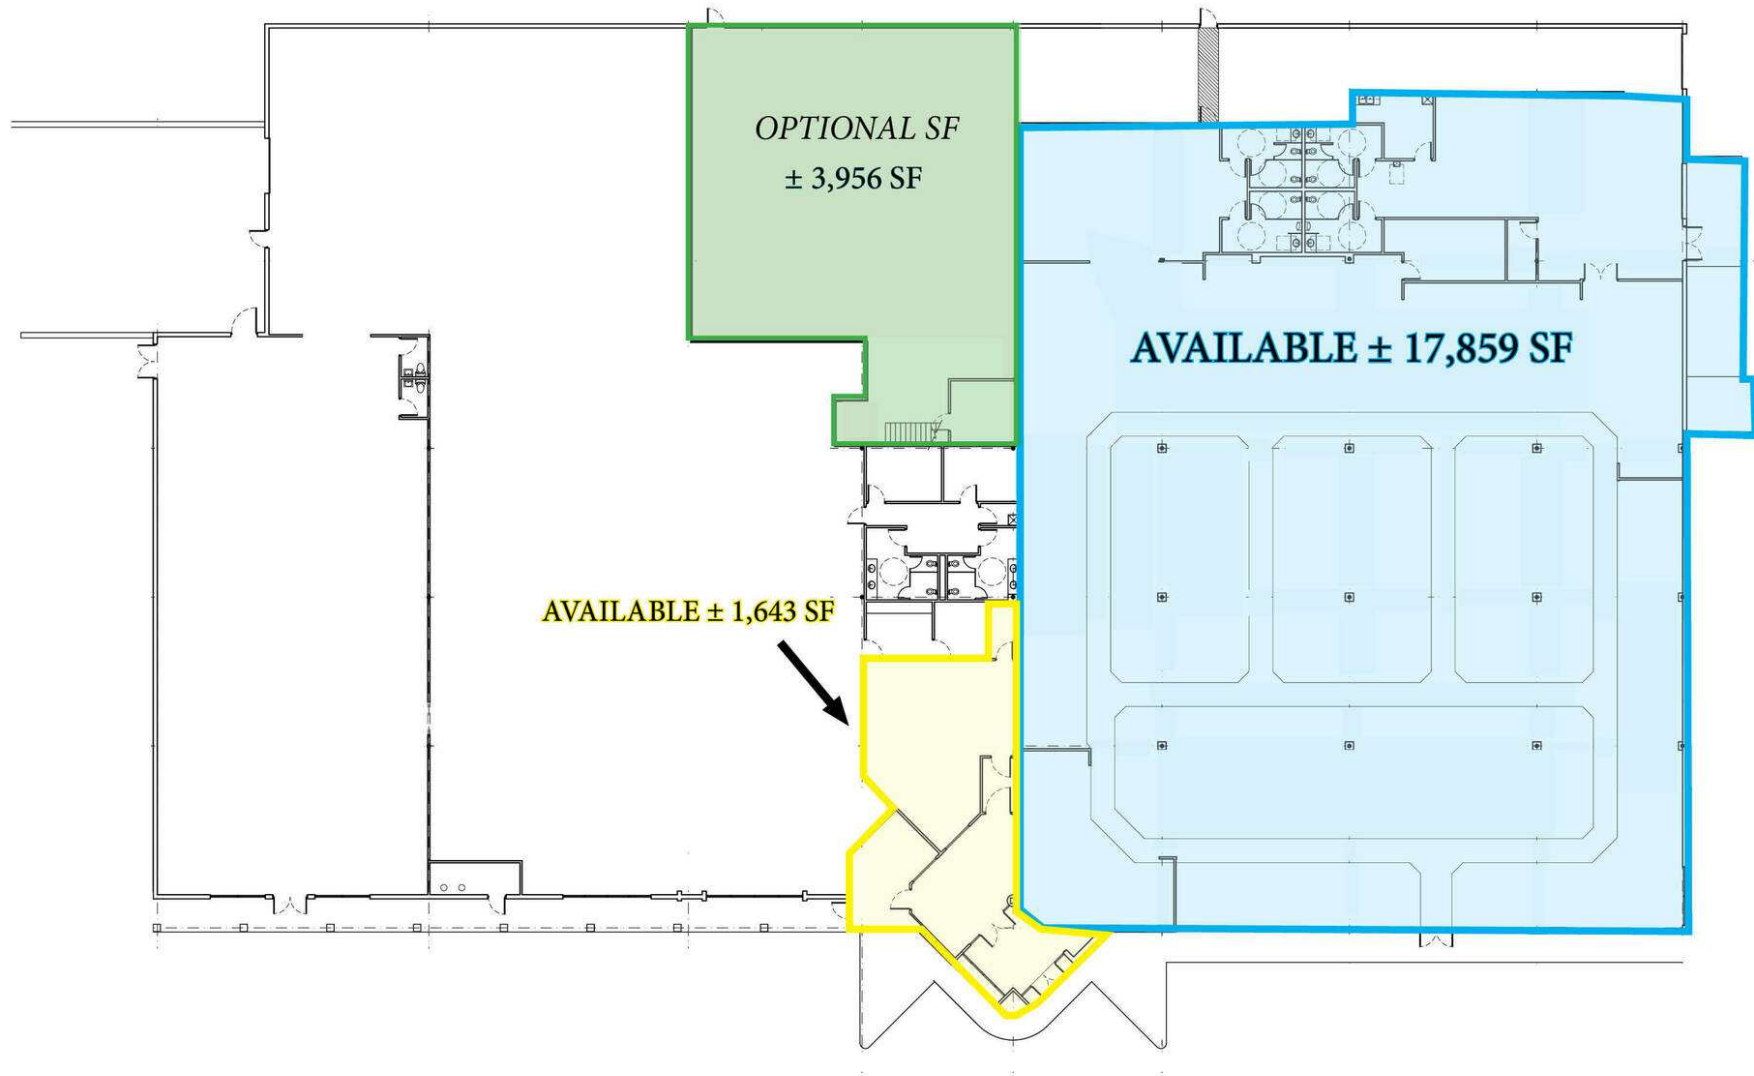 OPTIONAL SF
± 3,956 SF
AVAILABLE ± 17,859 SF
AVAILABLE ± 1,643 SF